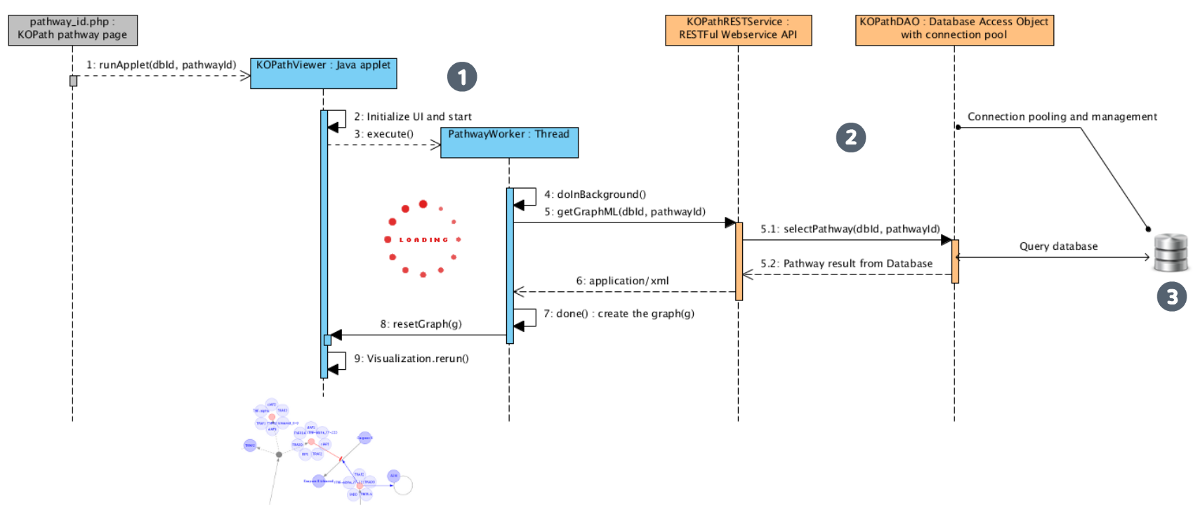 pathway_id.php :
KOPath pathway page
KOPathRESTService :
RESTFul Webservice API
KOPathDAO : Database Access Object
with connection pool
1: runApplet(dbId, pathwayId)
KOPathViewer : Java applet
1
2: Initialize UI and start
3: execute()
PathwayWorker : Thread
Connection pooling and management
2
4: doInBackground()
5: getGraphML(dbId, pathwayId)
LOADING
5.1: selectPathway(dbId, pathwayId)
Query database
5.2: Pathway result from Database
6: application/xml
3
7: done() : create the graph(g)
8: resetGraph(g)
9: Visualization.rerun()